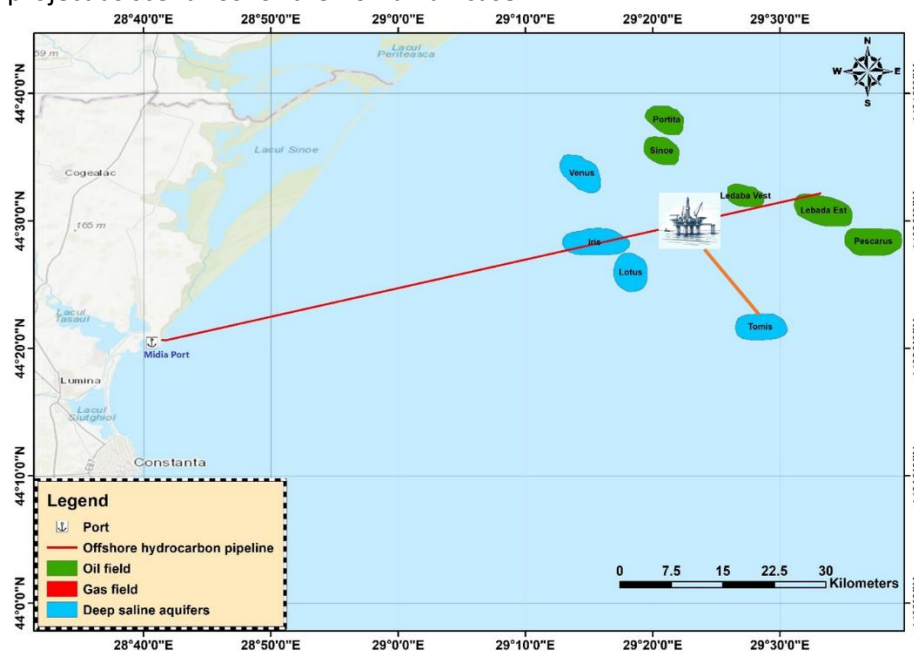 28°40'0"E 28°50'0"E 29°0'0"E 29°10'0"E 29°20'0"E 29°30'0"E
Lacul
Periteasca
59 m
N
W E
S
44°40'0"N
Portita
Sinoe
Lacul Sinoe
Cogealac
Venus
Ledaba Vest
Lebada Est
165 m
44°30'0"N
Iris
Pescarus
Lotus
Lacul
Tasaul
Tomis
44°20'0"N
Midia Port
Lumina
Lacul
Siutghiol
Constanta
44°10'0"N
E87
Legend
Port
Offshore hydrocarbon pipeline
Oil field
Gas field
Deep saline aquifers
0 7.5 15 22.5 30
Kilometers
44°0'0"N
28°40'0"E 28°50'0"E 29°0'0"E 29°10'0"E 29°20'0"E 29°30'0"E